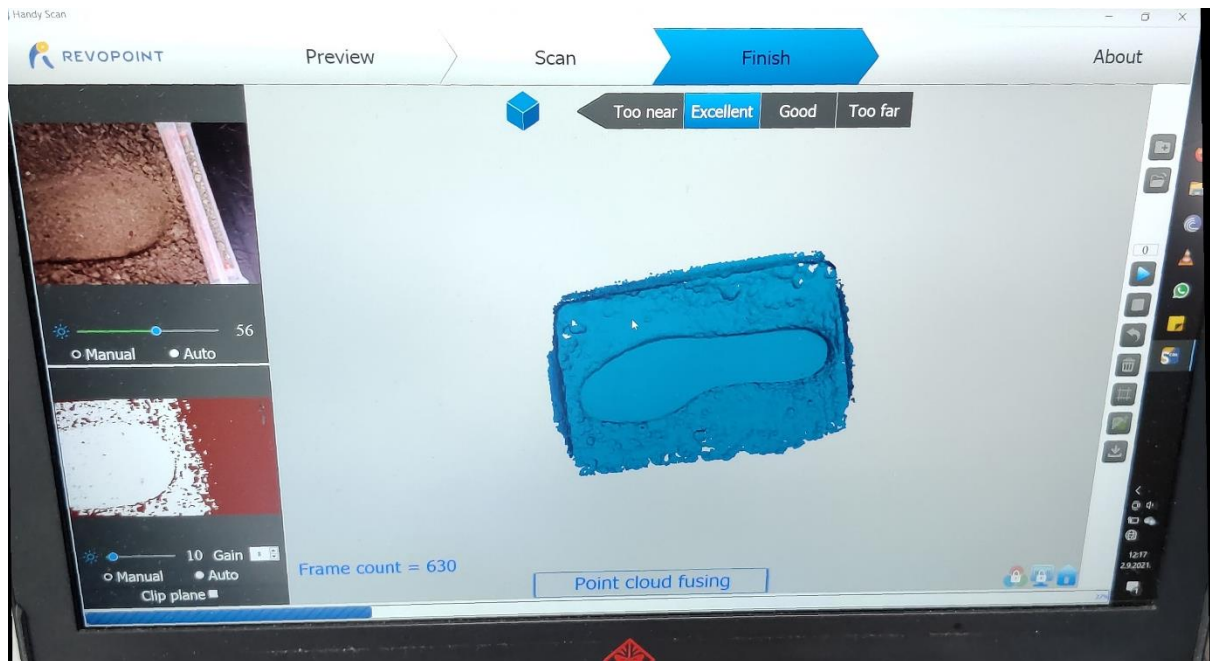 Handy Scan
REVOPOINT
Preview
Scan
Finish
About
Too near
Excellent
Good
Too far
56
Manual
Auto
10
Gain
Manual
Auto
Clip plane
Frame count = 630
Point cloud fusing
0
12:17
2.9.2021.